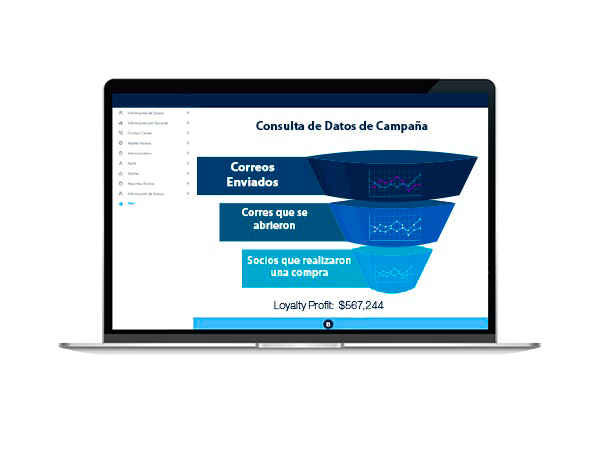 Consulta de Datos de Campaña
Información de Socios
Información por Sucursal
Contact Center
Master Access
Administrativo
Perfil
Alertas
Reportes Diarios
Información de Socios
Correos
Enviados
Corres que se
abrieron
Socios que realizaron
una compra
Loyalty Profit: $567,244
B